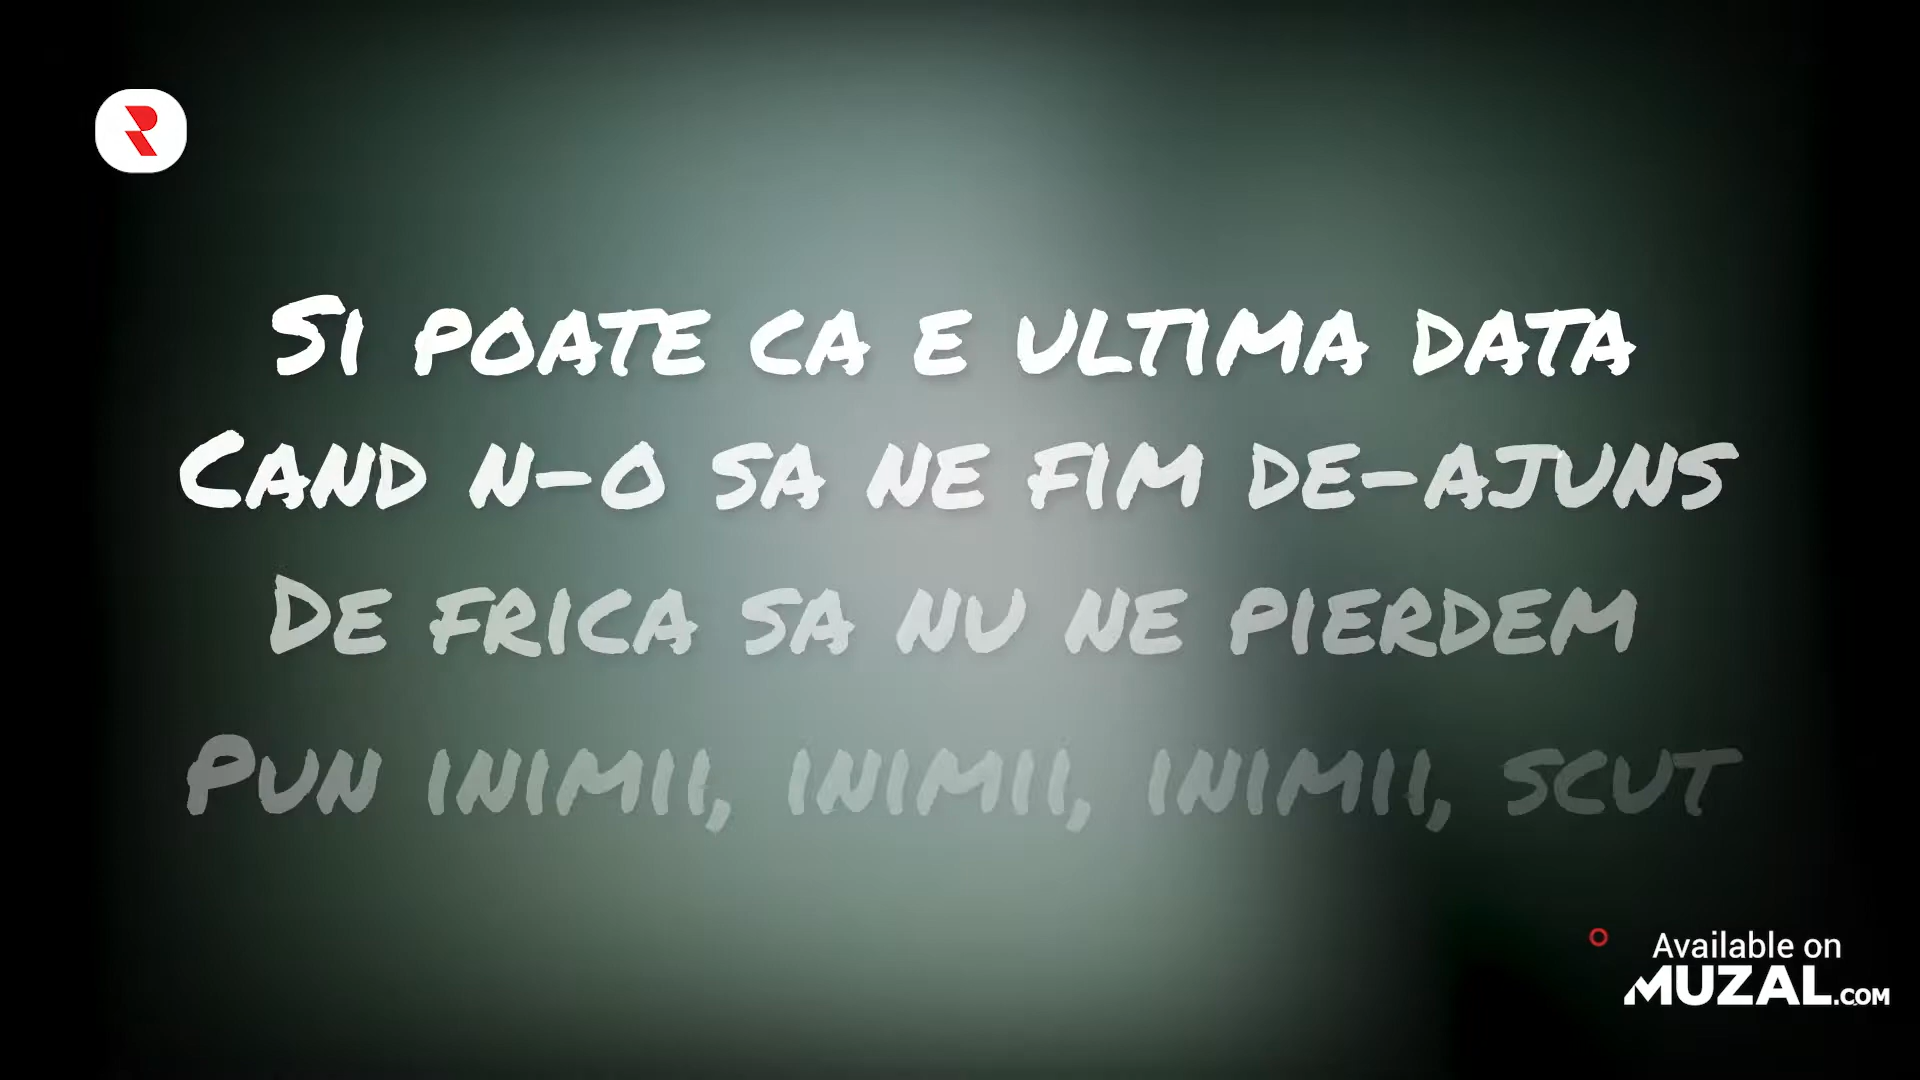 R
Si poate ca e ultima data
Cand n-o sa ne fim de-ajuns
De frica sa nu ne pierdem
Pun inimii, inimii, inimii, scut
Available on
MUZAL.COM